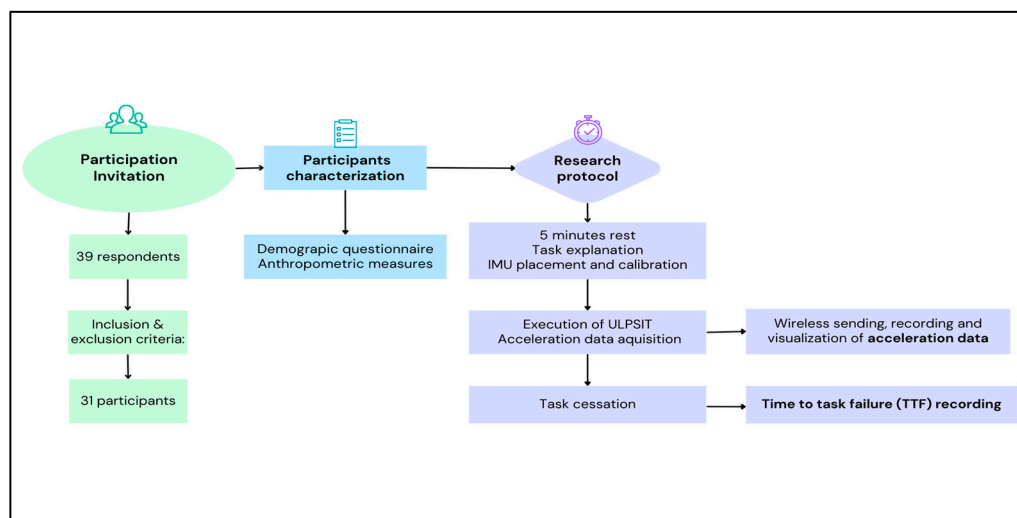 Participation
Invitation
39 respondents
Inclusion &
exclusion criteria:
31 participants
Participants
characterization
Demograpic questionnaire
Anthropometric measures
Research
protocol
5 minutes rest
Task explanation
IMU placement and calibration
Execution of ULPSIT
Acceleration data aquisition
Wireless sending, recording and
visualization of acceleration data
Task cessation
Time to task failure (TTF) recording